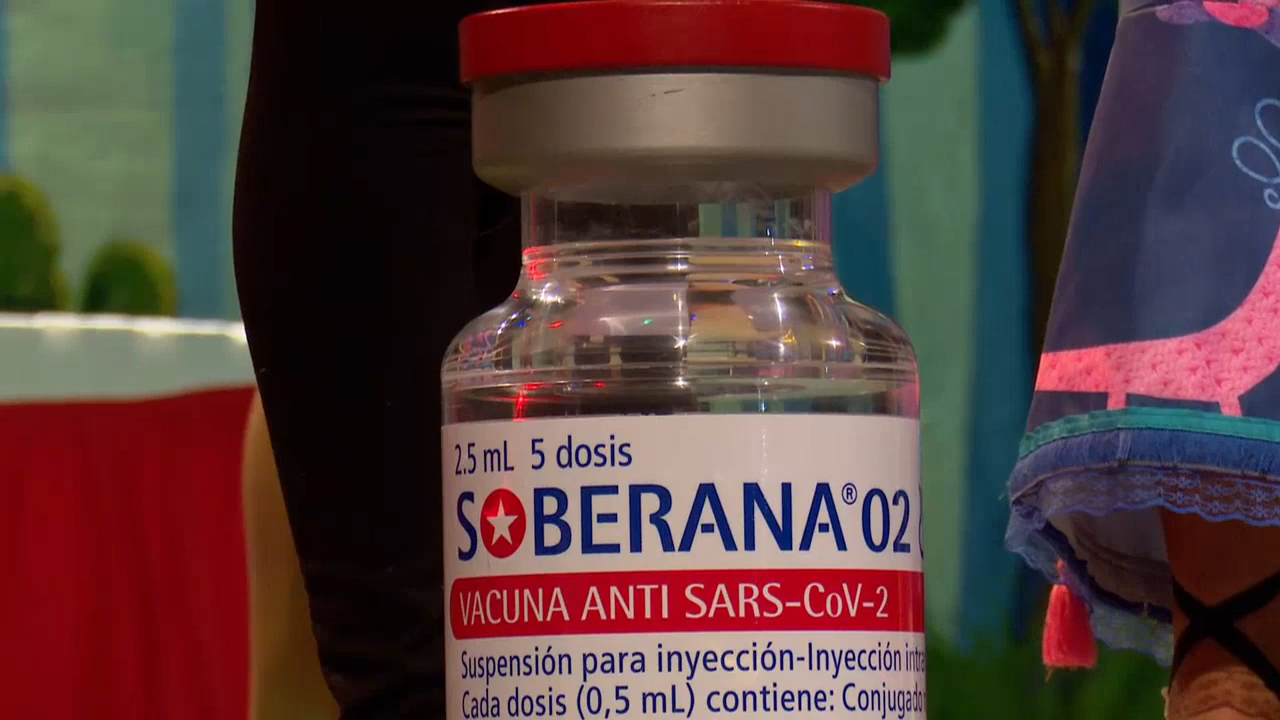 2.5 mL 5 dosis
SOBERANA® 02
VACUNA ANTI SARS-CoV-2
Suspensión para inyección-Inyección
Cada dosis (0,5 mL) contiene: Conjugado